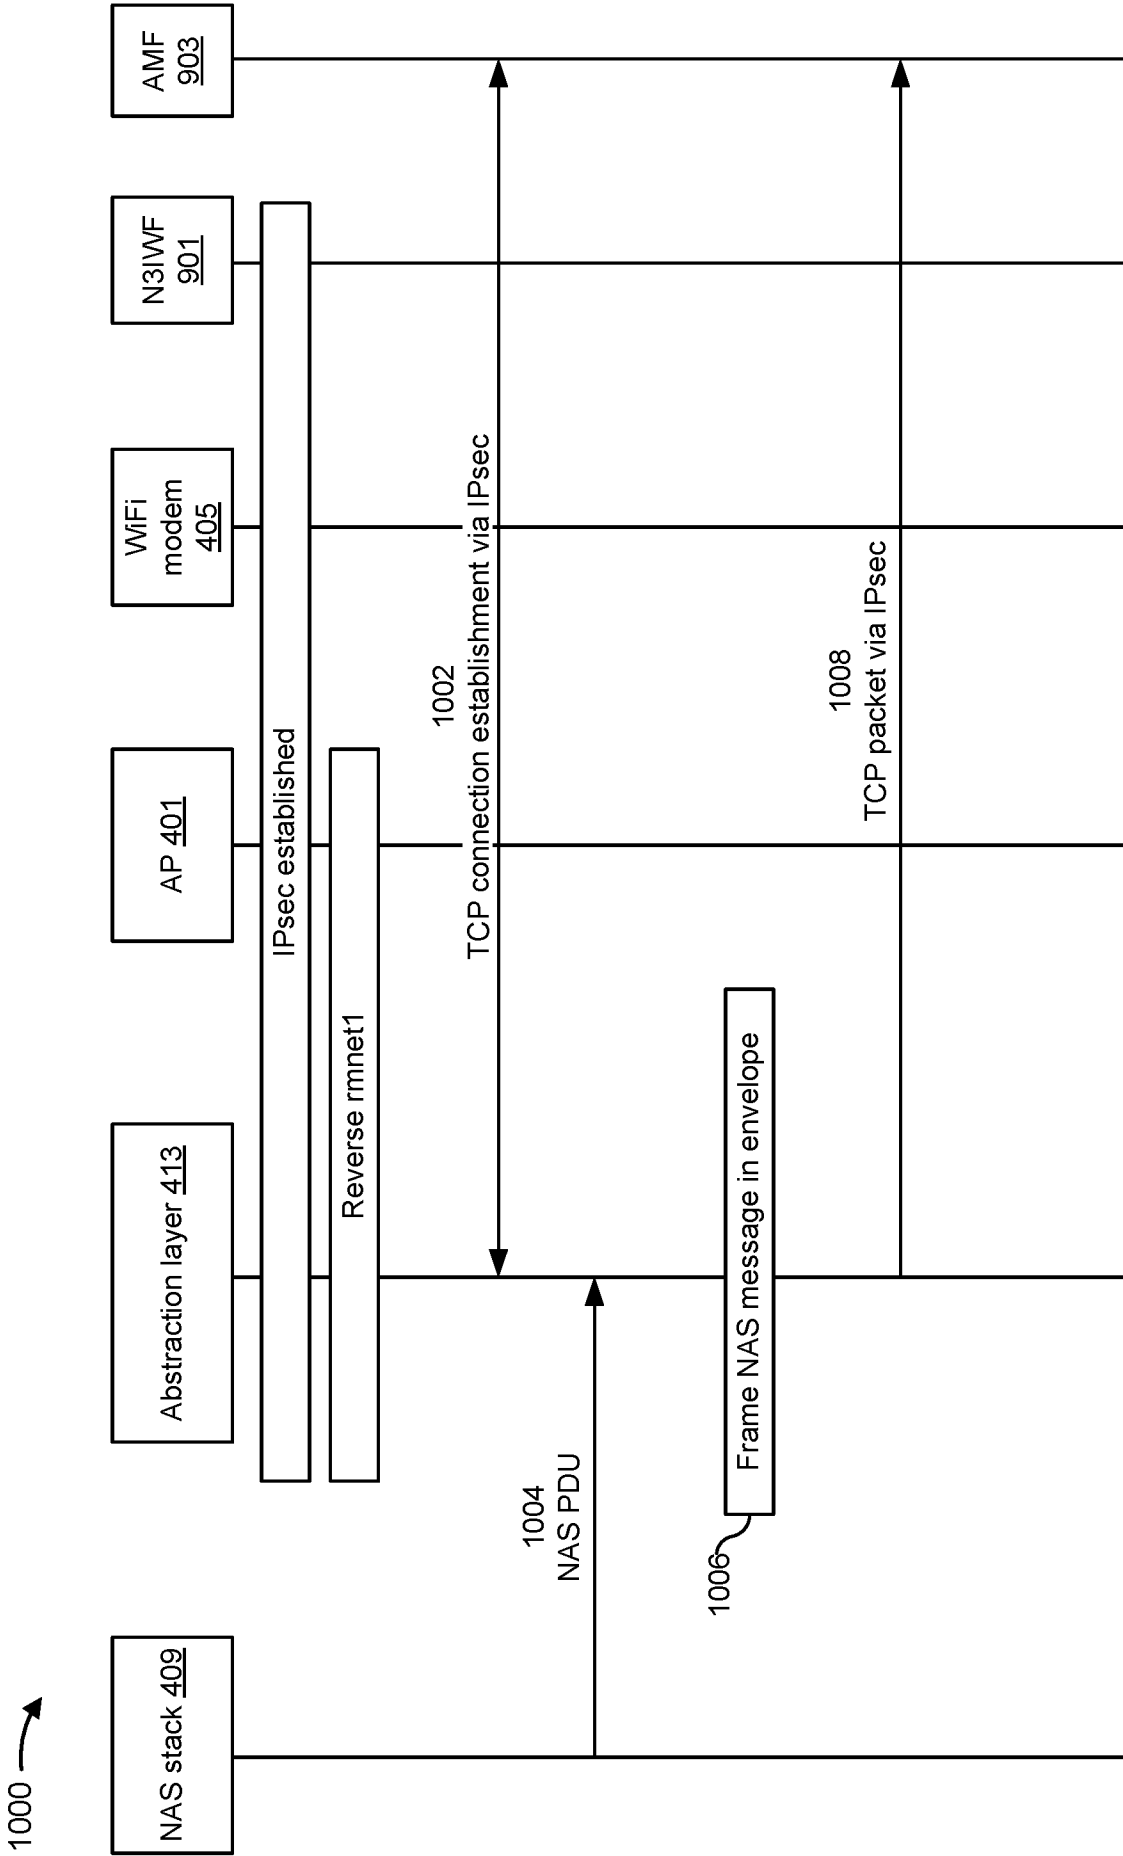 1000
NAS stack 409
Abstraction layer 413
AP 401
WiFi
modem
405
N3IWF
901
AMF
903
IPsec established
Reverse rmnet1
1002
TCP connection establishment via IPsec
1004
NAS PDU
1006
Frame NAS message in envelope
1008
TCP packet via IPsec